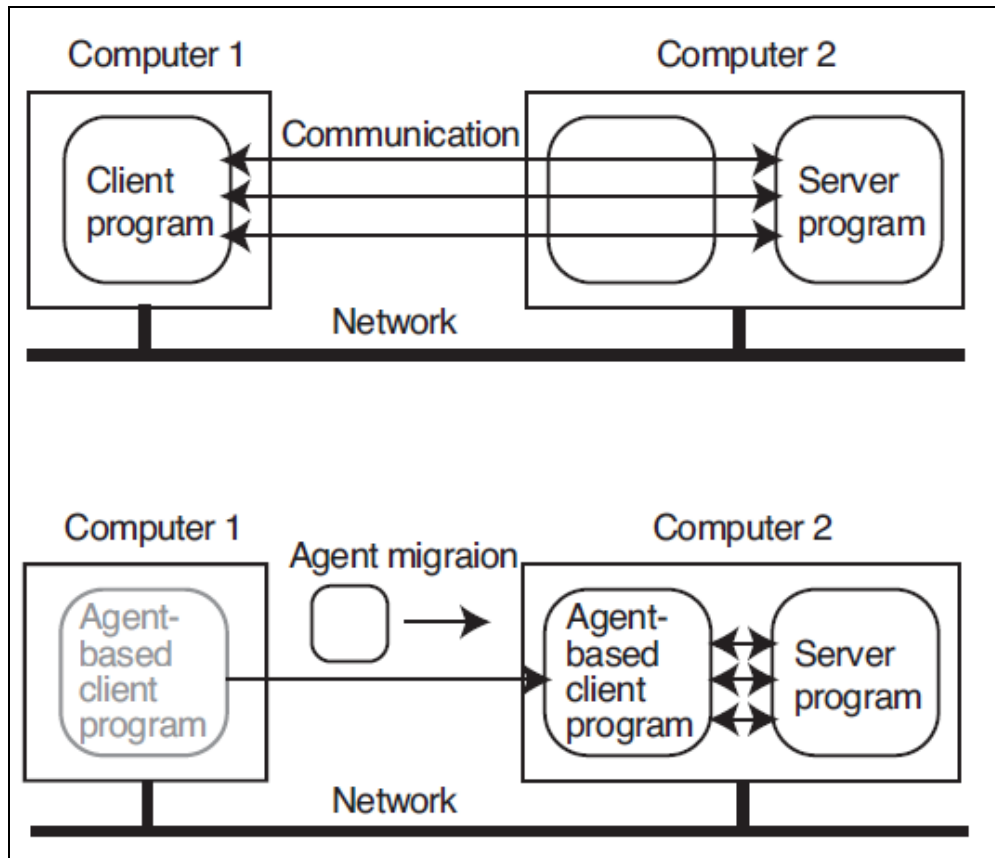 Computer 1
Computer 2
Communication
Client
program
Server
program
Network
Computer 1
Computer 2
Agent migraion
Agent-
based
client
program
Agent-
based
client
program
Server
program
Network